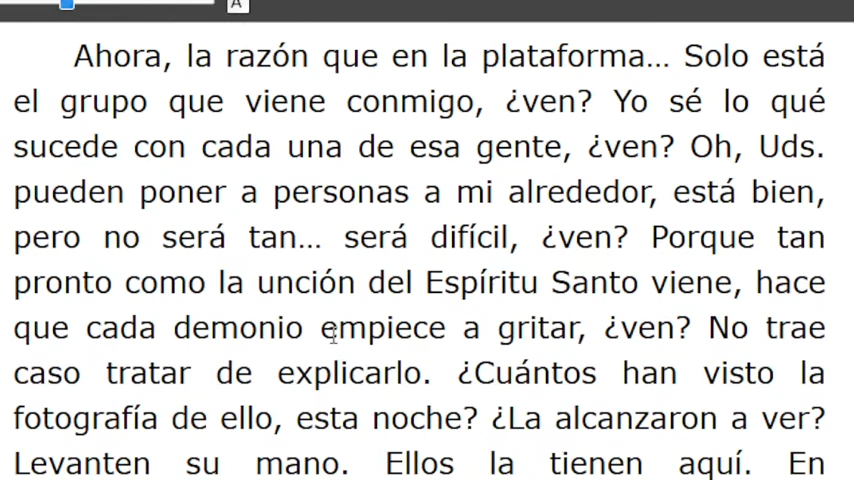 A
Ahora, la razón que en la plataforma... Solo está
el grupo que viene conmigo, ¿ven? Yo sé lo qué
sucede con cada una de esa gente, ¿ven? Oh, Uds.
pueden poner a personas a mi alrededor, está bien,
pero no será tan... será difícil, ¿ven? Porque tan
pronto como la unción del Espíritu Santo viene, hace
que cada demonio empiece a gritar, ¿ven? No trae
caso tratar de explicarlo. ¿Cuántos han visto la
fotografía de ello, esta noche? ¿La alcanzaron a ver?
Levanten su mano. Ellos la tienen aquí. En